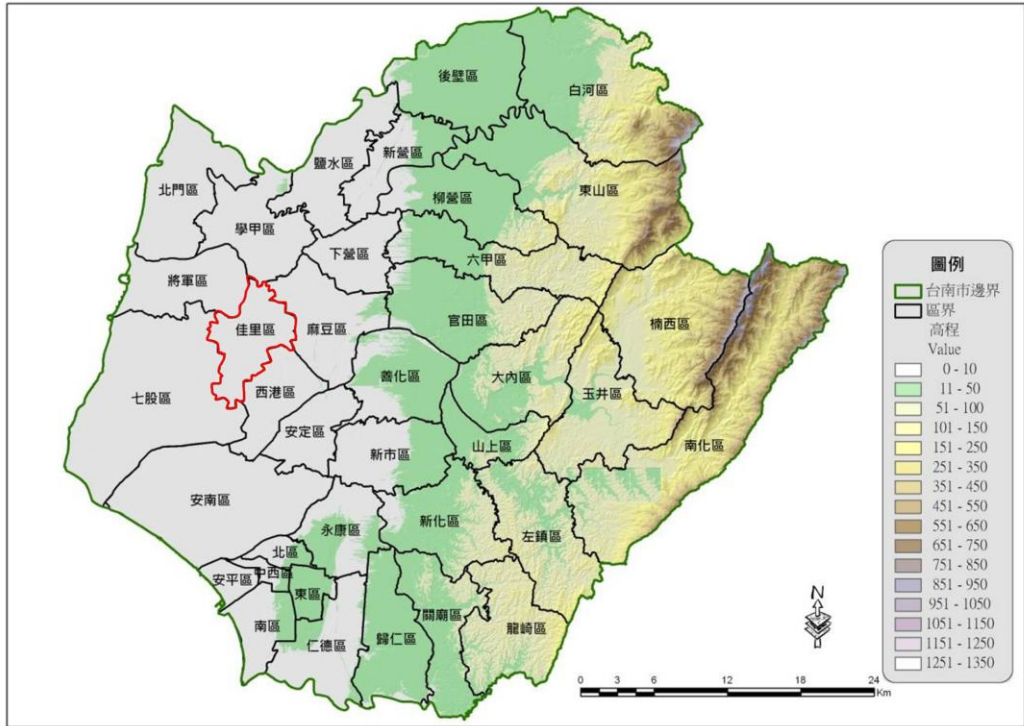 後壁區
白河區
新營區
鹽水區
北門區
東山區
柳營區
學甲區
下營區
六甲區
將軍區
官田區
楠西區
佳里區
麻豆區
善化區
大內區
玉井區
西港區
七股區
安定區
山上區
南化區
新市區
安南區
新化區
永康區
左鎮區
北區
中西區
安平區
東區
關廟區
南區
龍崎區
歸仁區
仁德區
圖例
台南市邊界
區界
高程
Value
0 - 10
11 - 50
51 - 100
101 - 150
151 - 250
251 - 350
351 - 450
451 - 550
551 - 650
651 - 750
751 - 850
851 - 950
951 - 1050
1051 - 1150
1151 - 1250
1251 - 1350
N
0 3 6 12 18 24
Km